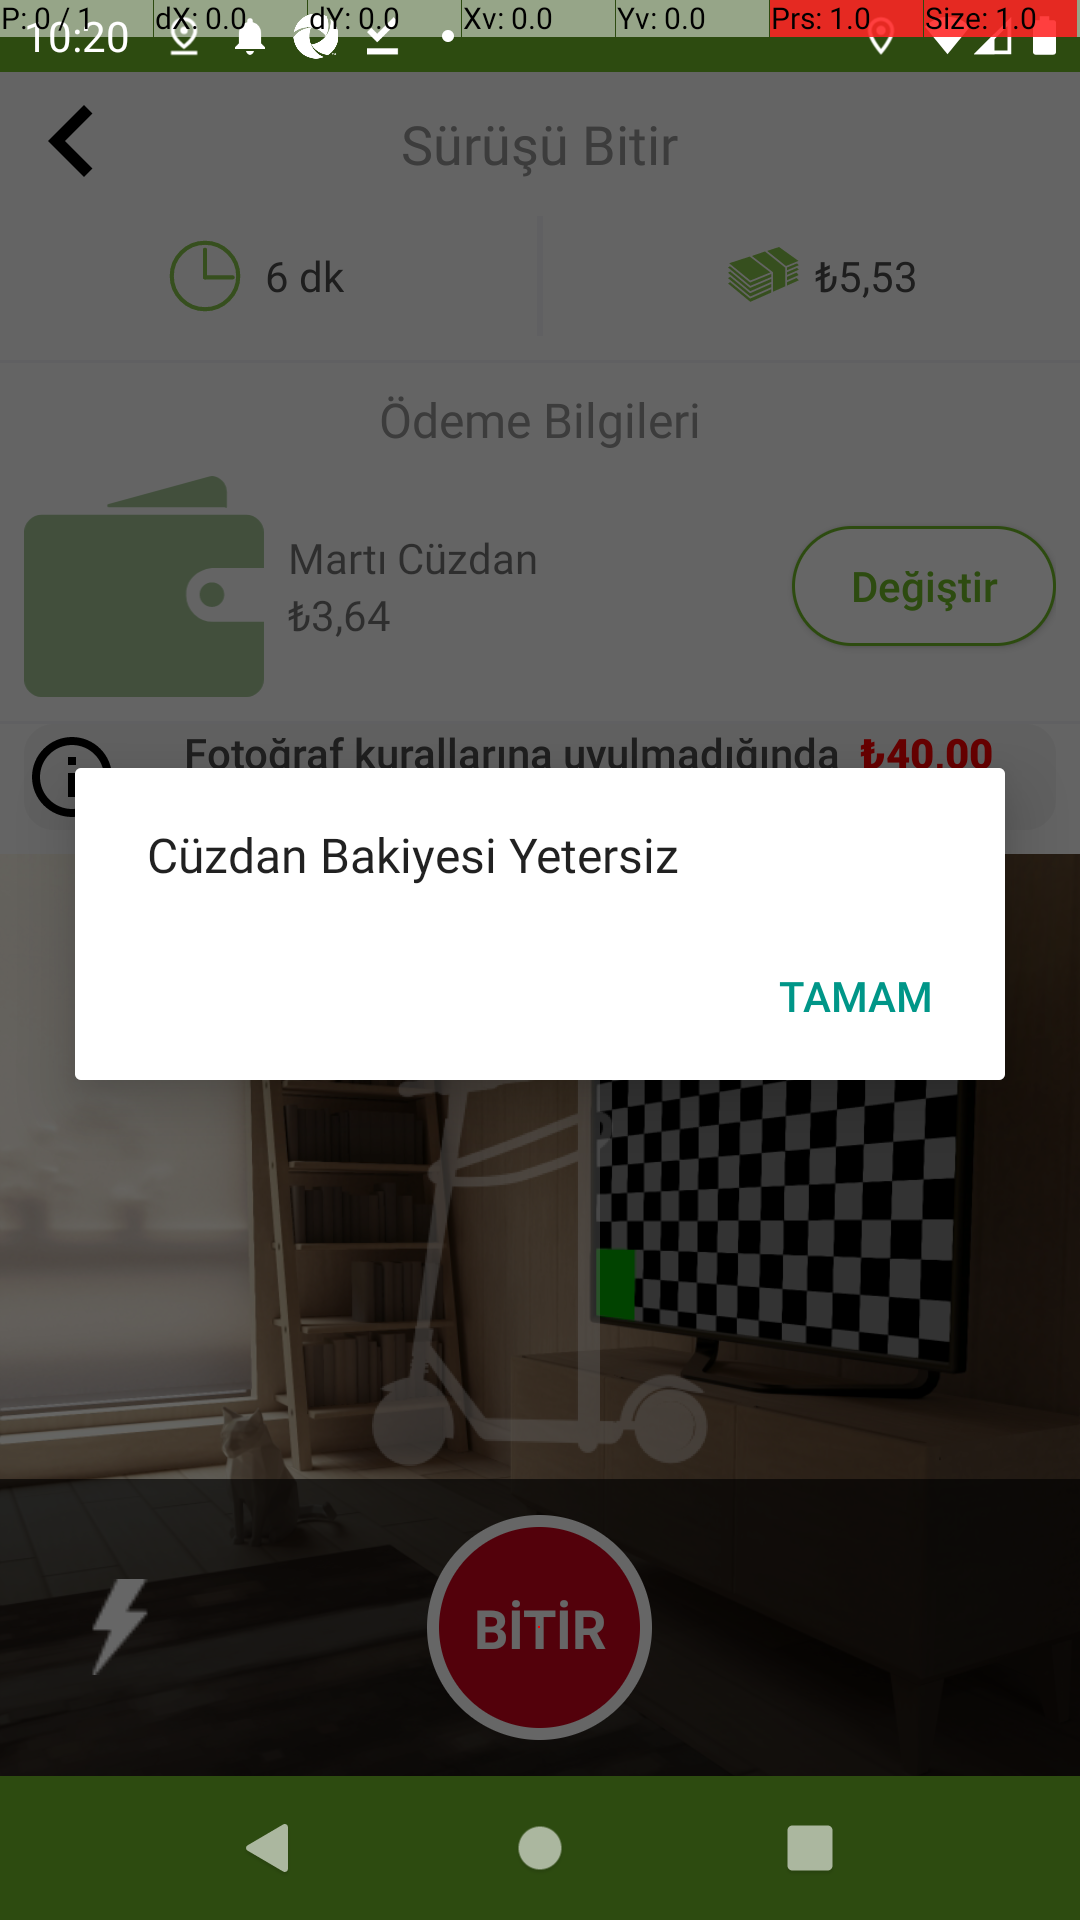 P: 0 / 1 dX: 0.0 dY: 0.0 Xv: 0.0 Yv: 0.0 Prs: 1.0 Size: 1.0
10:20
Sürüşü Bitir
6 dk
₺5,53
Ödeme Bilgileri
Martı Cüzdan
₺3,64
Değiştir
Fotoğraf kurallarına uyulmadığında ₺40,00
Cüzdan Bakiyesi Yetersiz
TAMAM
BİTİR